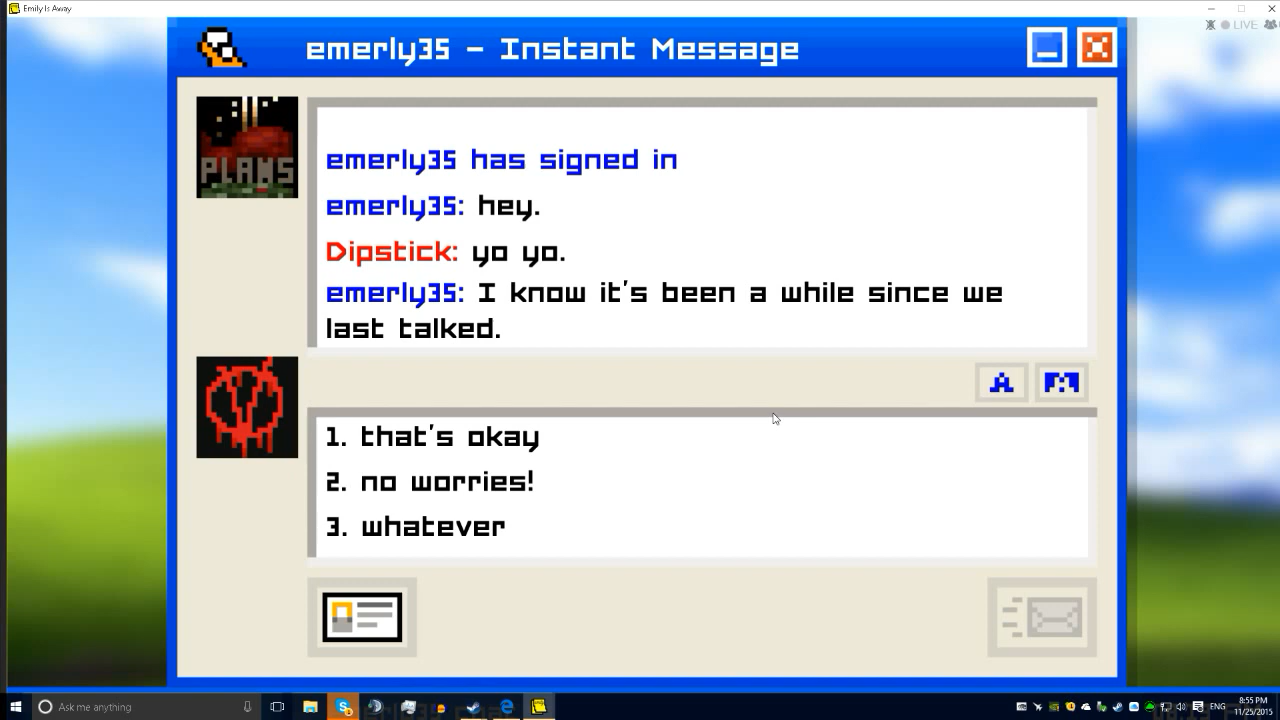 Emily Is Away
LIVE
emerly35 - Instant Message
PLANS
emerly35 has signed in
emerly35: hey.
Dipstick: yo yo.
emerly35: I know it's been a while since we
last talked.
A
1. that's okay
2. no worries!
3. whatever
Ask me anything
ENG
8:55 PM
11/25/2015